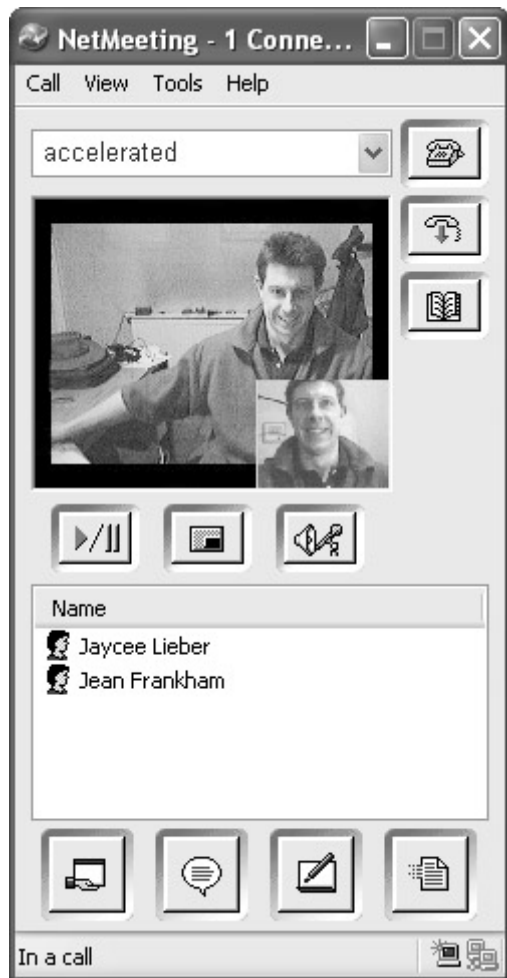 NetMeeting - 1 Conne...
Call View Tools Help
accelerated
Name
Jaycee Lieber
Jean Frankham
In a call